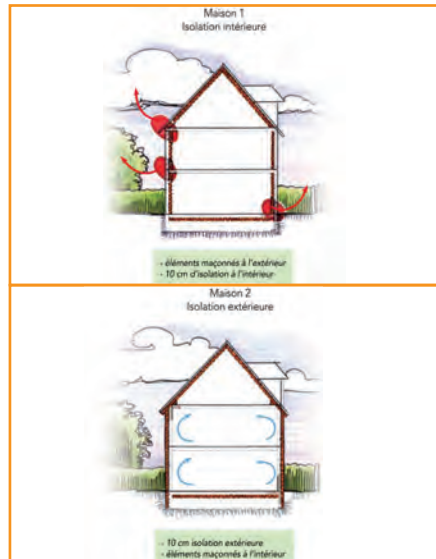 Maison 1
Isolation intérieure
- éléments maçonnés à l'extérieur
- 10 cm d'isolation à l'intérieur
Maison 2
Isolation extérieure
- 10 cm isolation extérieure
- éléments maçonnés à l'intérieur